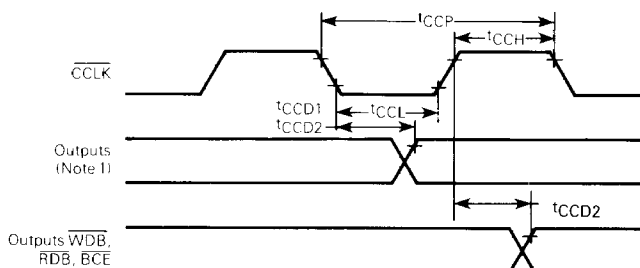 tCCP
tCCH
CCLK
tCCD1
tCCL
tCCD2
Outputs
(Note 1)
tCCD2
Outputs WDB,
RDB, BCE